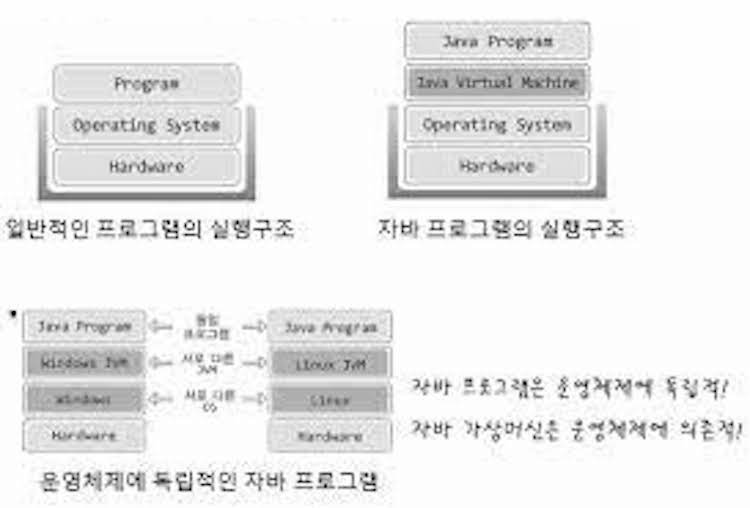 Java Program
Program
Java Virtual Machine
Operating System
Operating System
Hardware
Hardware
일반적인 프로그램의 실행구조
자바 프로그램의 실행구조
Java Program
동일
프로그램
Java Program
Windows JVM
서로 다른
JVM
Linux JVM
Windows
서로 다른
OS
Linux
Hardware
Hardware
자바 프로그램은 운영체제에 독립적!
자바 가상머신은 운영체제에 의존적!
운영체제에 독립적인 자바 프로그램